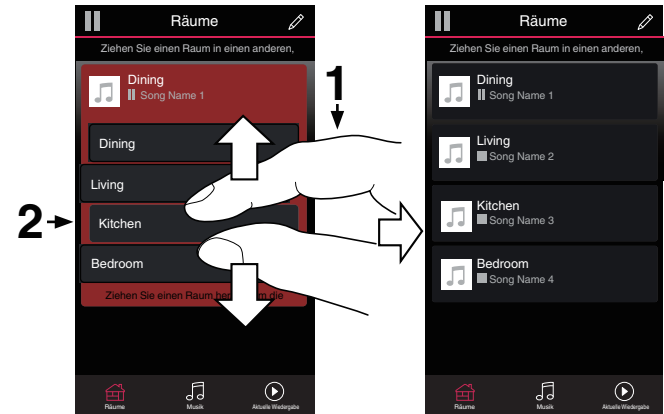 Räume
Ziehen Sie einen Raum in einen anderen,
Dining
Song Name 1
Dining
Living
Kitchen
Bedroom
Ziehen Sie einen Raum
die
Räume
Musik
Aktuelle Wiedergabe
1
2
Räume
Ziehen Sie einen Raum in einen anderen,
Dining
Song Name 1
Living
Song Name 2
Kitchen
Song Name 3
Bedroom
Song Name 4
Räume
Musik
Aktuelle Wiedergabe